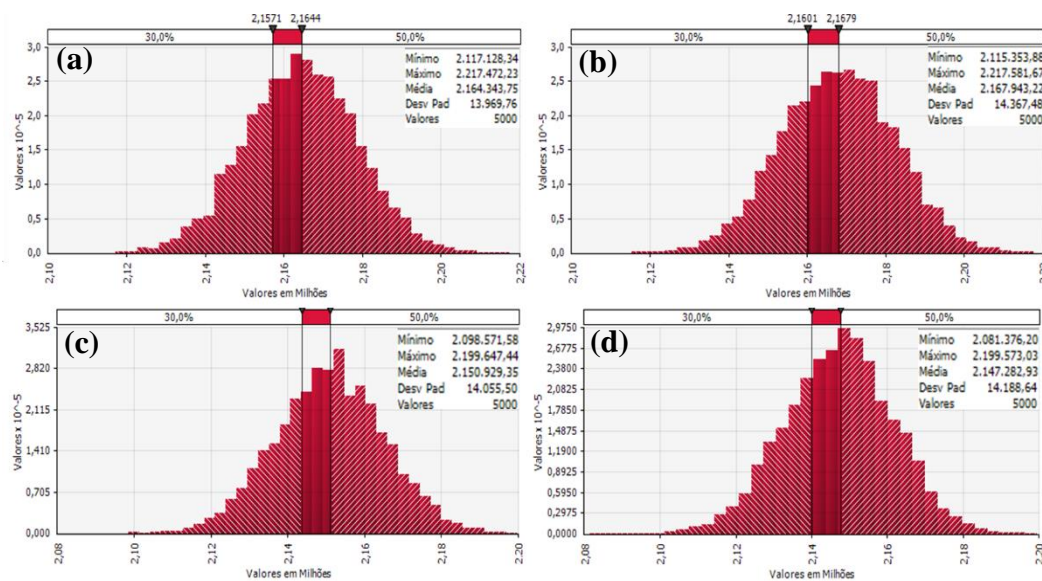 2,1571 2,1644
30,0% 50,0%
(a)
Mínimo 2.117.128,34
Máximo 2.217.472,23
Média 2.164.343,75
Desv Pad 13.969,76
Valores 5000
Valores x 10^-5
3,0
2,5
2,0
1,5
1,0
0,5
0,0
2,10 2,12 2,14 2,16 2,18 2,20 2,22
Valores em Milhões
2,1601 2,1679
30,0% 50,0%
(b)
Mínimo 2.115.353,88
Máximo 2.217.581,67
Média 2.167.943,22
Desv Pad 14.367,48
Valores 5000
Valores x 10^-5
3,0
2,5
2,0
1,5
1,0
0,5
0,0
2,10 2,12 2,14 2,16 2,18 2,20 2,22
Valores em Milhões
30,0% 50,0%
(c)
Mínimo 2.098.571,58
Máximo 2.199.647,44
Média 2.150.929,35
Desv Pad 14.055,50
Valores 5000
Valores x 10^-5
3,525
2,820
2,115
1,410
0,705
0,000
2,08 2,10 2,12 2,14 2,16 2,18 2,20
Valores em Milhões
30,0% 50,0%
(d)
Mínimo 2.081.376,20
Máximo 2.199.573,03
Média 2.147.282,93
Desv Pad 14.188,64
Valores 5000
Valores x 10^-5
2,9750
2,6775
2,3800
2,0825
1,7850
1,4875
1,1900
0,8925
0,5950
0,2975
0,0000
2,08 2,10 2,12 2,14 2,16 2,18 2,20
Valores em Milhões